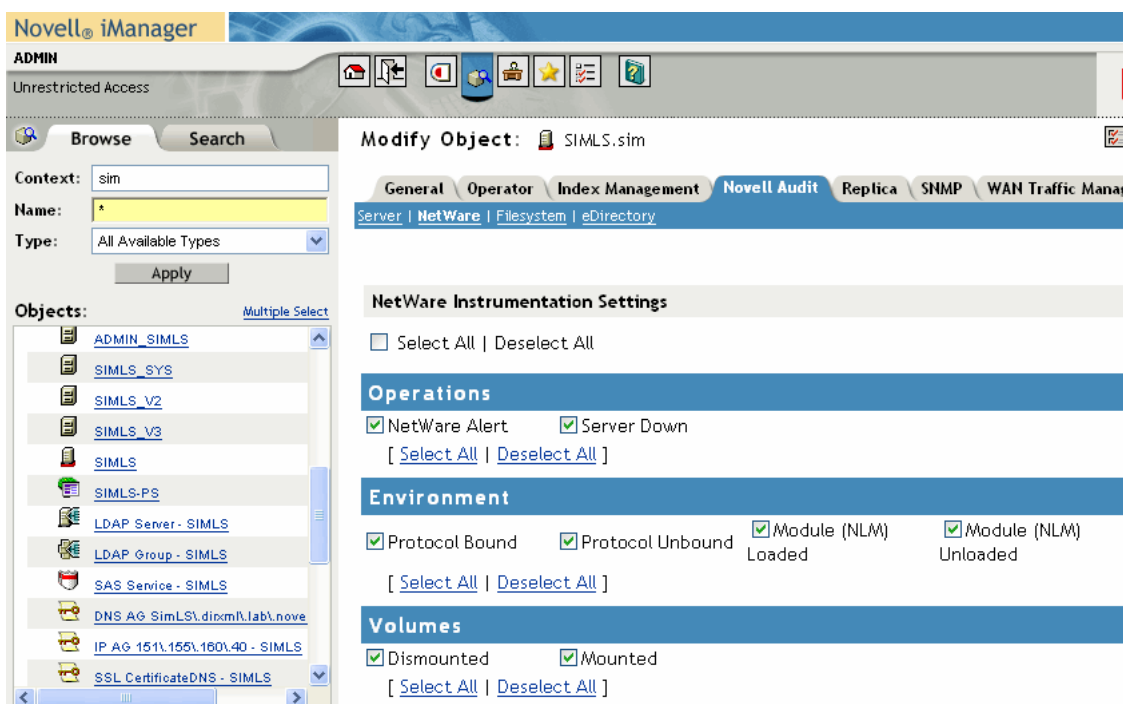 Novell® iManager
ADMIN
Unrestricted Access
Browse Search
Context: sim
Name: *
Type: All Available Types
Apply
Objects: Multiple Select
ADMIN_SIMLS
SIMLS_SYS
SIMLS_V2
SIMLS_V3
SIMLS
SIMLS-PS
LDAP Server - SIMLS
LDAP Group - SIMLS
SAS Service - SIMLS
DNS AG SimLS\.dirxml\.lab\.nove
IP AG 151\.155\.160\.40 - SIMLS
SSL CertificateDNS - SIMLS
Modify Object: SIMLS.sim
General Operator Index Management Novell Audit Replica SNMP WAN Traffic Mana
Server | NetWare | Filesystem | eDirectory
NetWare Instrumentation Settings
Select All | Deselect All
Operations
NetWare Alert Server Down
[ Select All | Deselect All ]
Environment
Protocol Bound Protocol Unbound Module (NLM) Loaded Module (NLM) Unloaded
[ Select All | Deselect All ]
Volumes
Dismounted Mounted
[ Select All | Deselect All ]